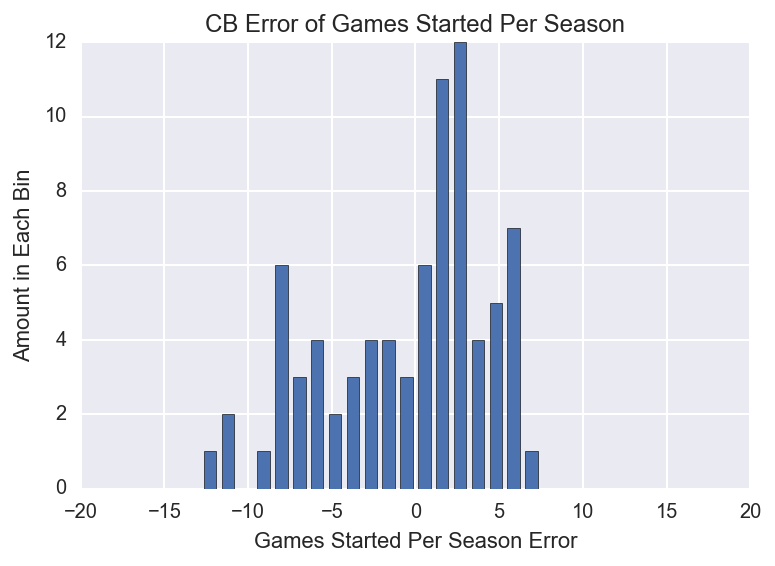 CB Error of Games Started Per Season
12
10
8
6
4
2
0
Amount in Each Bin
−20 −15 −10 −5 0 5 10 15 20
Games Started Per Season Error